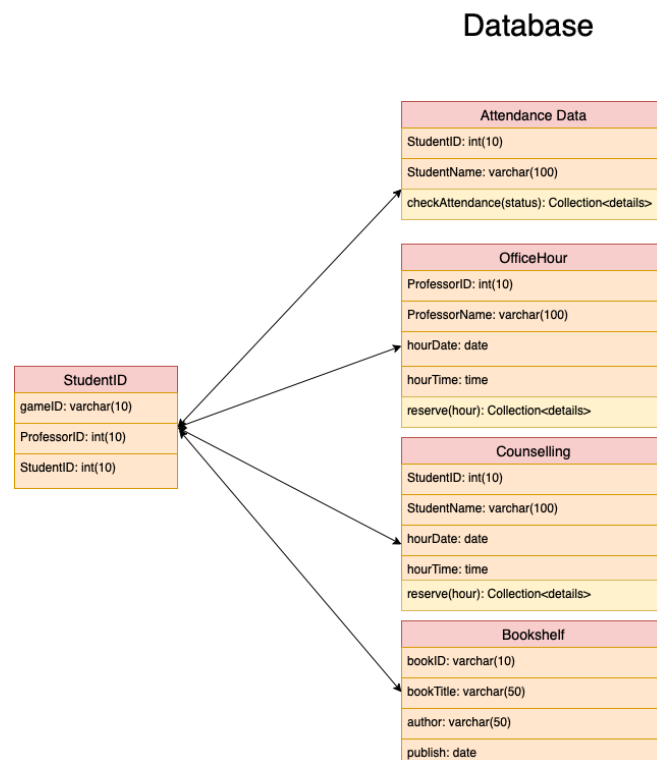 Database
Attendance Data
StudentID: int(10)
StudentName: varchar(100)
checkAttendance(status): Collection<details>
OfficeHour
ProfessorID: int(10)
ProfessorName: varchar(100)
hourDate: date
hourTime: time
reserve(hour): Collection<details>
StudentID
gameID: varchar(10)
ProfessorID: int(10)
StudentID: int(10)
Counselling
StudentID: int(10)
StudentName: varchar(100)
hourDate: date
hourTime: time
reserve(hour): Collection<details>
Bookshelf
bookID: varchar(10)
bookTitle: varchar(50)
author: varchar(50)
publish: date